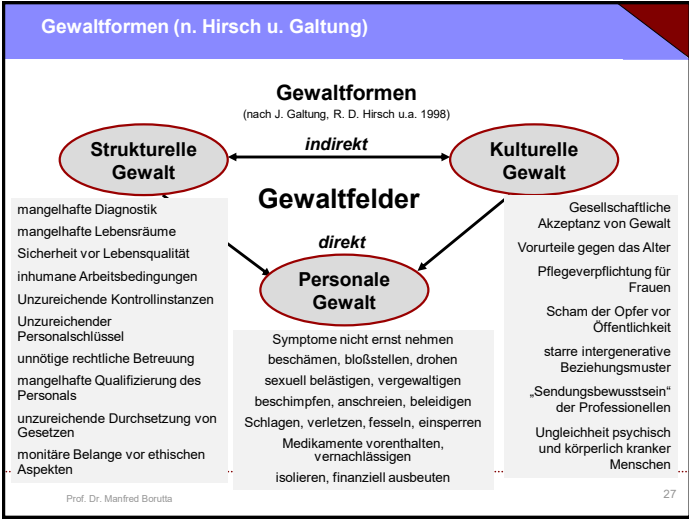 Gewaltformen (n. Hirsch u. Galtung)
Gewaltformen
(nach J. Galtung, R. D. Hirsch u.a. 1998)
Strukturelle
Gewalt
indirekt
Kulturelle
Gewalt
Gewaltfelder
direkt
Personale
Gewalt
mangelhafte Diagnostik
mangelhafte Lebensräume
Sicherheit vor Lebensqualität
inhumane Arbeitsbedingungen
Unzureichende Kontrollinstanzen
Unzureichender
Personalschlüssel
unnötige rechtliche Betreuung
mangelhafte Qualifizierung des
Personals
unzureichende Durchsetzung von
Gesetzen
monitäre Belange vor ethischen
Aspekten
Symptome nicht ernst nehmen
beschämen, bloßstellen, drohen
sexuell belästigen, vergewaltigen
beschimpfen, anschreien, beleidigen
Schlagen, verletzen, fesseln, einsperren
Medikamente vorenthalten,
vernachlässigen
isolieren, finanziell ausbeuten
Gesellschaftliche
Akzeptanz von Gewalt
Vorurteile gegen das Alter
Pflegeverpflichtung für
Frauen
Scham der Opfer vor
Öffentlichkeit
starre intergenerative
Beziehungsmuster
„Sendungsbewusstsein“
der Professionellen
Ungleichheit psychisch
und körperlich kranker
Menschen
Prof. Dr. Manfred Borutta
27